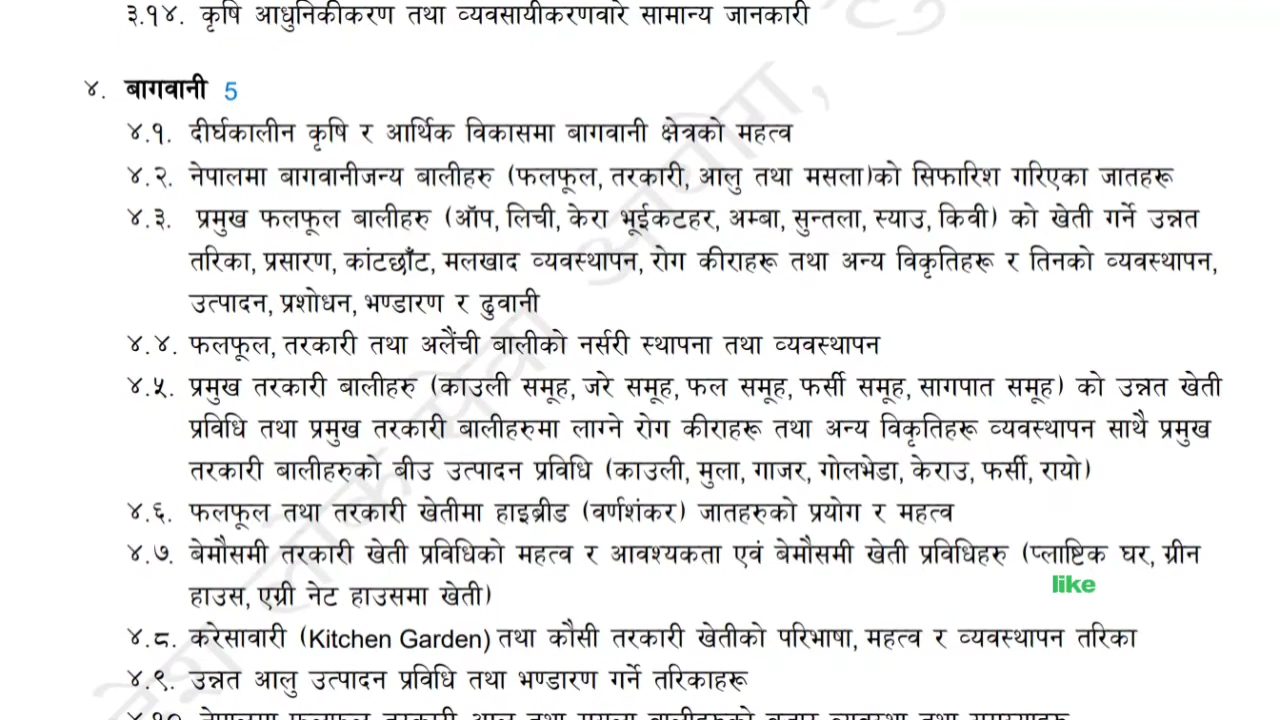 ३.१४. कृषि आधुनिकीकरण तथा व्यवसायीकरणवारे सामान्य जानकारी
४. बागवानी 5
४.१. दीर्घकालीन कृषि र आर्थिक विकासमा बागवानी क्षेत्रको महत्व
४.२. नेपालमा बागवानीजन्य बालीहरु (फलफूल, तरकारी, आलु तथा मसला)को सिफारिश गरिएका जातहरू
४.३. प्रमुख फलफूल बालीहरु (ऑप, लिची, केरा भूईकटहर, अम्बा, सुन्तला, स्याउ, किवी) को खेती गर्ने उन्नत
तरिका, प्रसारण, कांटछाँट, मलखाद व्यवस्थापन, रोग कीराहरू तथा अन्य विकृतिहरू र तिनको व्यवस्थापन,
उत्पादन, प्रशोधन, भण्डारण र ढुवानी
४.४. फलफूल, तरकारी तथा अलैंची बालीको नर्सरी स्थापना तथा व्यवस्थापन
४.५. प्रमुख तरकारी बालीहरु (काउली समूह, जरे समूह, फल समूह, फर्सी समूह, सागपात समूह) को उन्नत खेती
प्रविधि तथा प्रमुख तरकारी बालीहरुमा लाग्ने रोग कीराहरू तथा अन्य विकृतिहरू व्यवस्थापन साथै प्रमुख
तरकारी बालीहरुको बीउ उत्पादन प्रविधि (काउली, मुला, गाजर, गोलभेडा, केराउ, फर्सी, रायो)
४.६. फलफूल तथा तरकारी खेतीमा हाइब्रीड (वर्णशंकर) जातहरुको प्रयोग र महत्व
४.७. बेमौसमी तरकारी खेती प्रविधिको महत्व र आवश्यकता एवं बेमौसमी खेती प्रविधिहरु (प्लाष्टिक घर, ग्रीन
like
हाउस, एग्री नेट हाउसमा खेती)
४.८. करेसावारी (Kitchen Garden) तथा कौसी तरकारी खेतीको परिभाषा, महत्व र व्यवस्थापन तरिका
४.९. उन्नत आलु उत्पादन प्रविधि तथा भण्डारण गर्ने तरिकाहरू